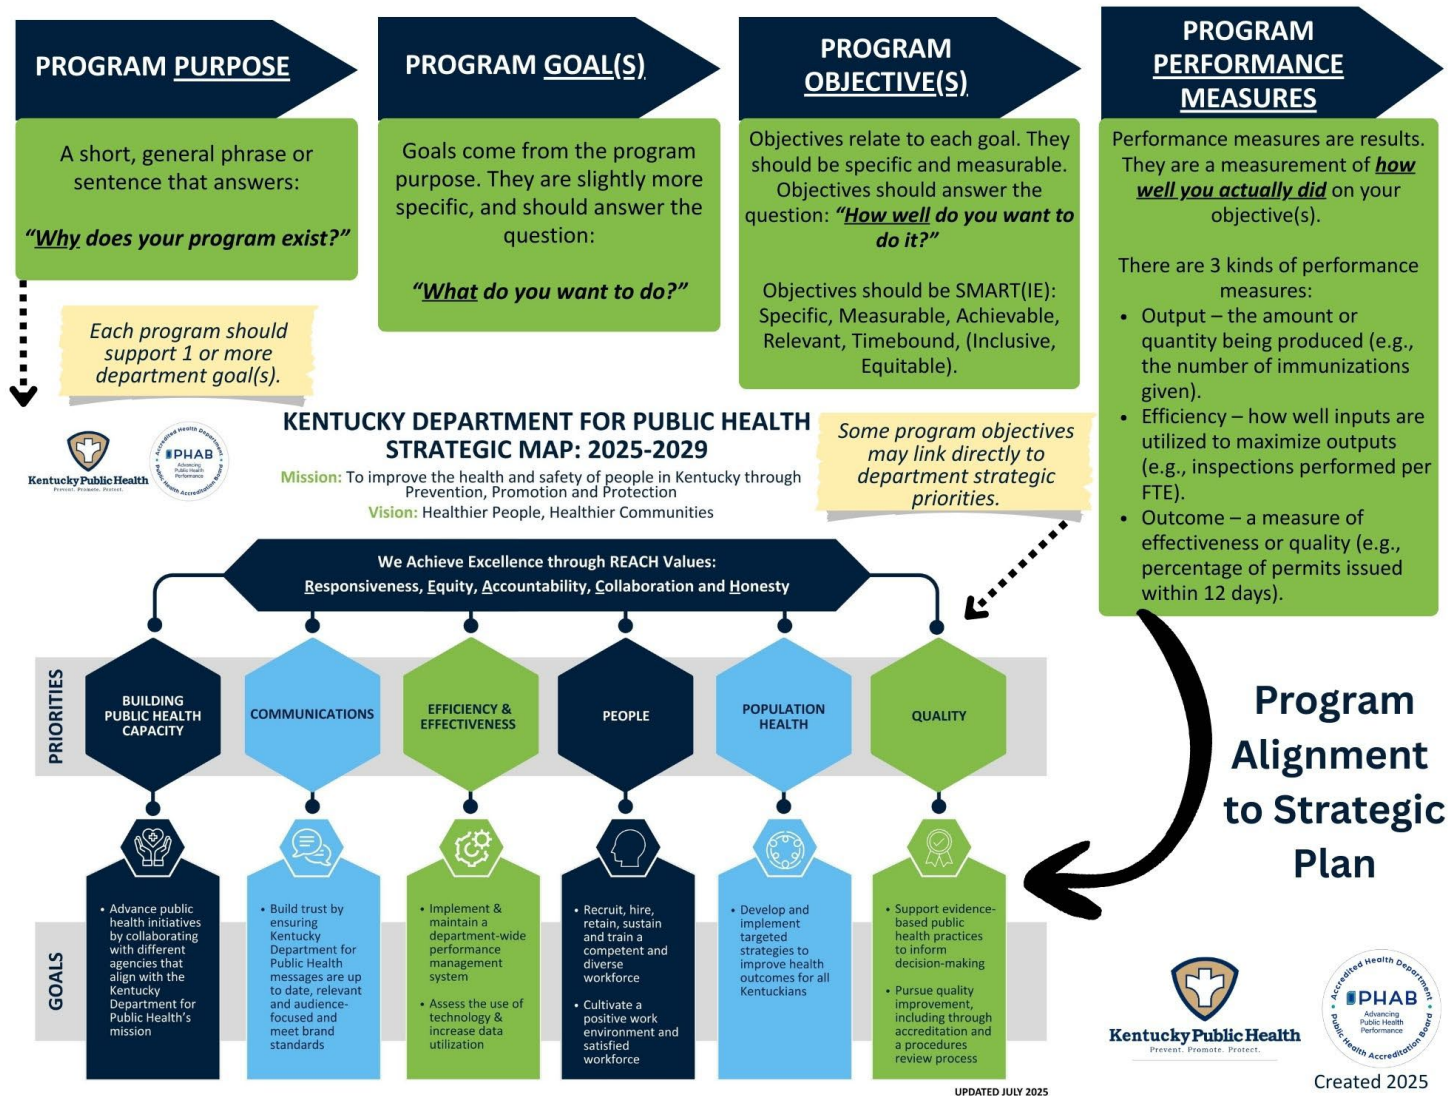 PROGRAM PURPOSE
A short, general phrase or
sentence that answers:
“Why does your program exist?”
PROGRAM GOAL(S)
Goals come from the program
purpose. They are slightly more
specific, and should answer the
question:
“What do you want to do?”
PROGRAM
OBJECTIVE(S)
Objectives relate to each goal. They
should be specific and measurable.
Objectives should answer the
question: “How well do you want to
do it?”
Objectives should be SMART(IE):
Specific, Measurable, Achievable,
Relevant, Timebound, (Inclusive,
Equitable).
PROGRAM
PERFORMANCE
MEASURES
Performance measures are results.
They are a measurement of how
well you actually did on your
objective(s).
There are 3 kinds of performance
measures:
• Output – the amount or
quantity being produced (e.g.,
the number of immunizations
given).
• Efficiency – how well inputs are
utilized to maximize outputs
(e.g., inspections performed per
FTE).
• Outcome – a measure of
effectiveness or quality (e.g.,
percentage of permits issued
within 12 days).
Each program should
support 1 or more
department goal(s).
Kentucky Public Health
Prevent. Promote. Protect.
Accredited Health Department
PHAB
Advancing
Public Health
Performance
Public Health Accreditation Board
KENTUCKY DEPARTMENT FOR PUBLIC HEALTH
STRATEGIC MAP: 2025-2029
Mission: To improve the health and safety of people in Kentucky through
Prevention, Promotion and Protection
Vision: Healthier People, Healthier Communities
Some program objectives
may link directly to
department strategic
priorities.
We Achieve Excellence through REACH Values:
Responsiveness, Equity, Accountability, Collaboration and Honesty
PRIORITIES
BUILDING
PUBLIC HEALTH
CAPACITY
COMMUNICATIONS
EFFICIENCY &
EFFECTIVENESS
PEOPLE
POPULATION
HEALTH
QUALITY
GOALS
• Advance public
health initiatives
by collaborating
with different
agencies that
align with the
Kentucky
Department for
Public Health’s
mission
• Build trust by
ensuring
Kentucky
Department for
Public Health
messages are up
to date, relevant
and audience-
focused and
meet brand
standards
• Implement &
maintain a
department-wide
performance
management
system
• Assess the use of
technology &
increase data
utilization
• Recruit, hire,
retain, sustain
and train a
competent and
diverse
workforce
• Cultivate a
positive work
environment and
satisfied
workforce
• Develop and
implement
targeted
strategies to
improve health
outcomes for all
Kentuckians
• Support evidence-
based public
health practices
to inform
decision-making
• Pursue quality
improvement,
including through
accreditation and
a procedures
review process
UPDATED JULY 2025
Program
Alignment
to Strategic
Plan
Kentucky Public Health
Prevent. Promote. Protect.
Accredited Health Department
PHAB
Advancing
Public Health
Performance
Public Health Accreditation Board
Created 2025